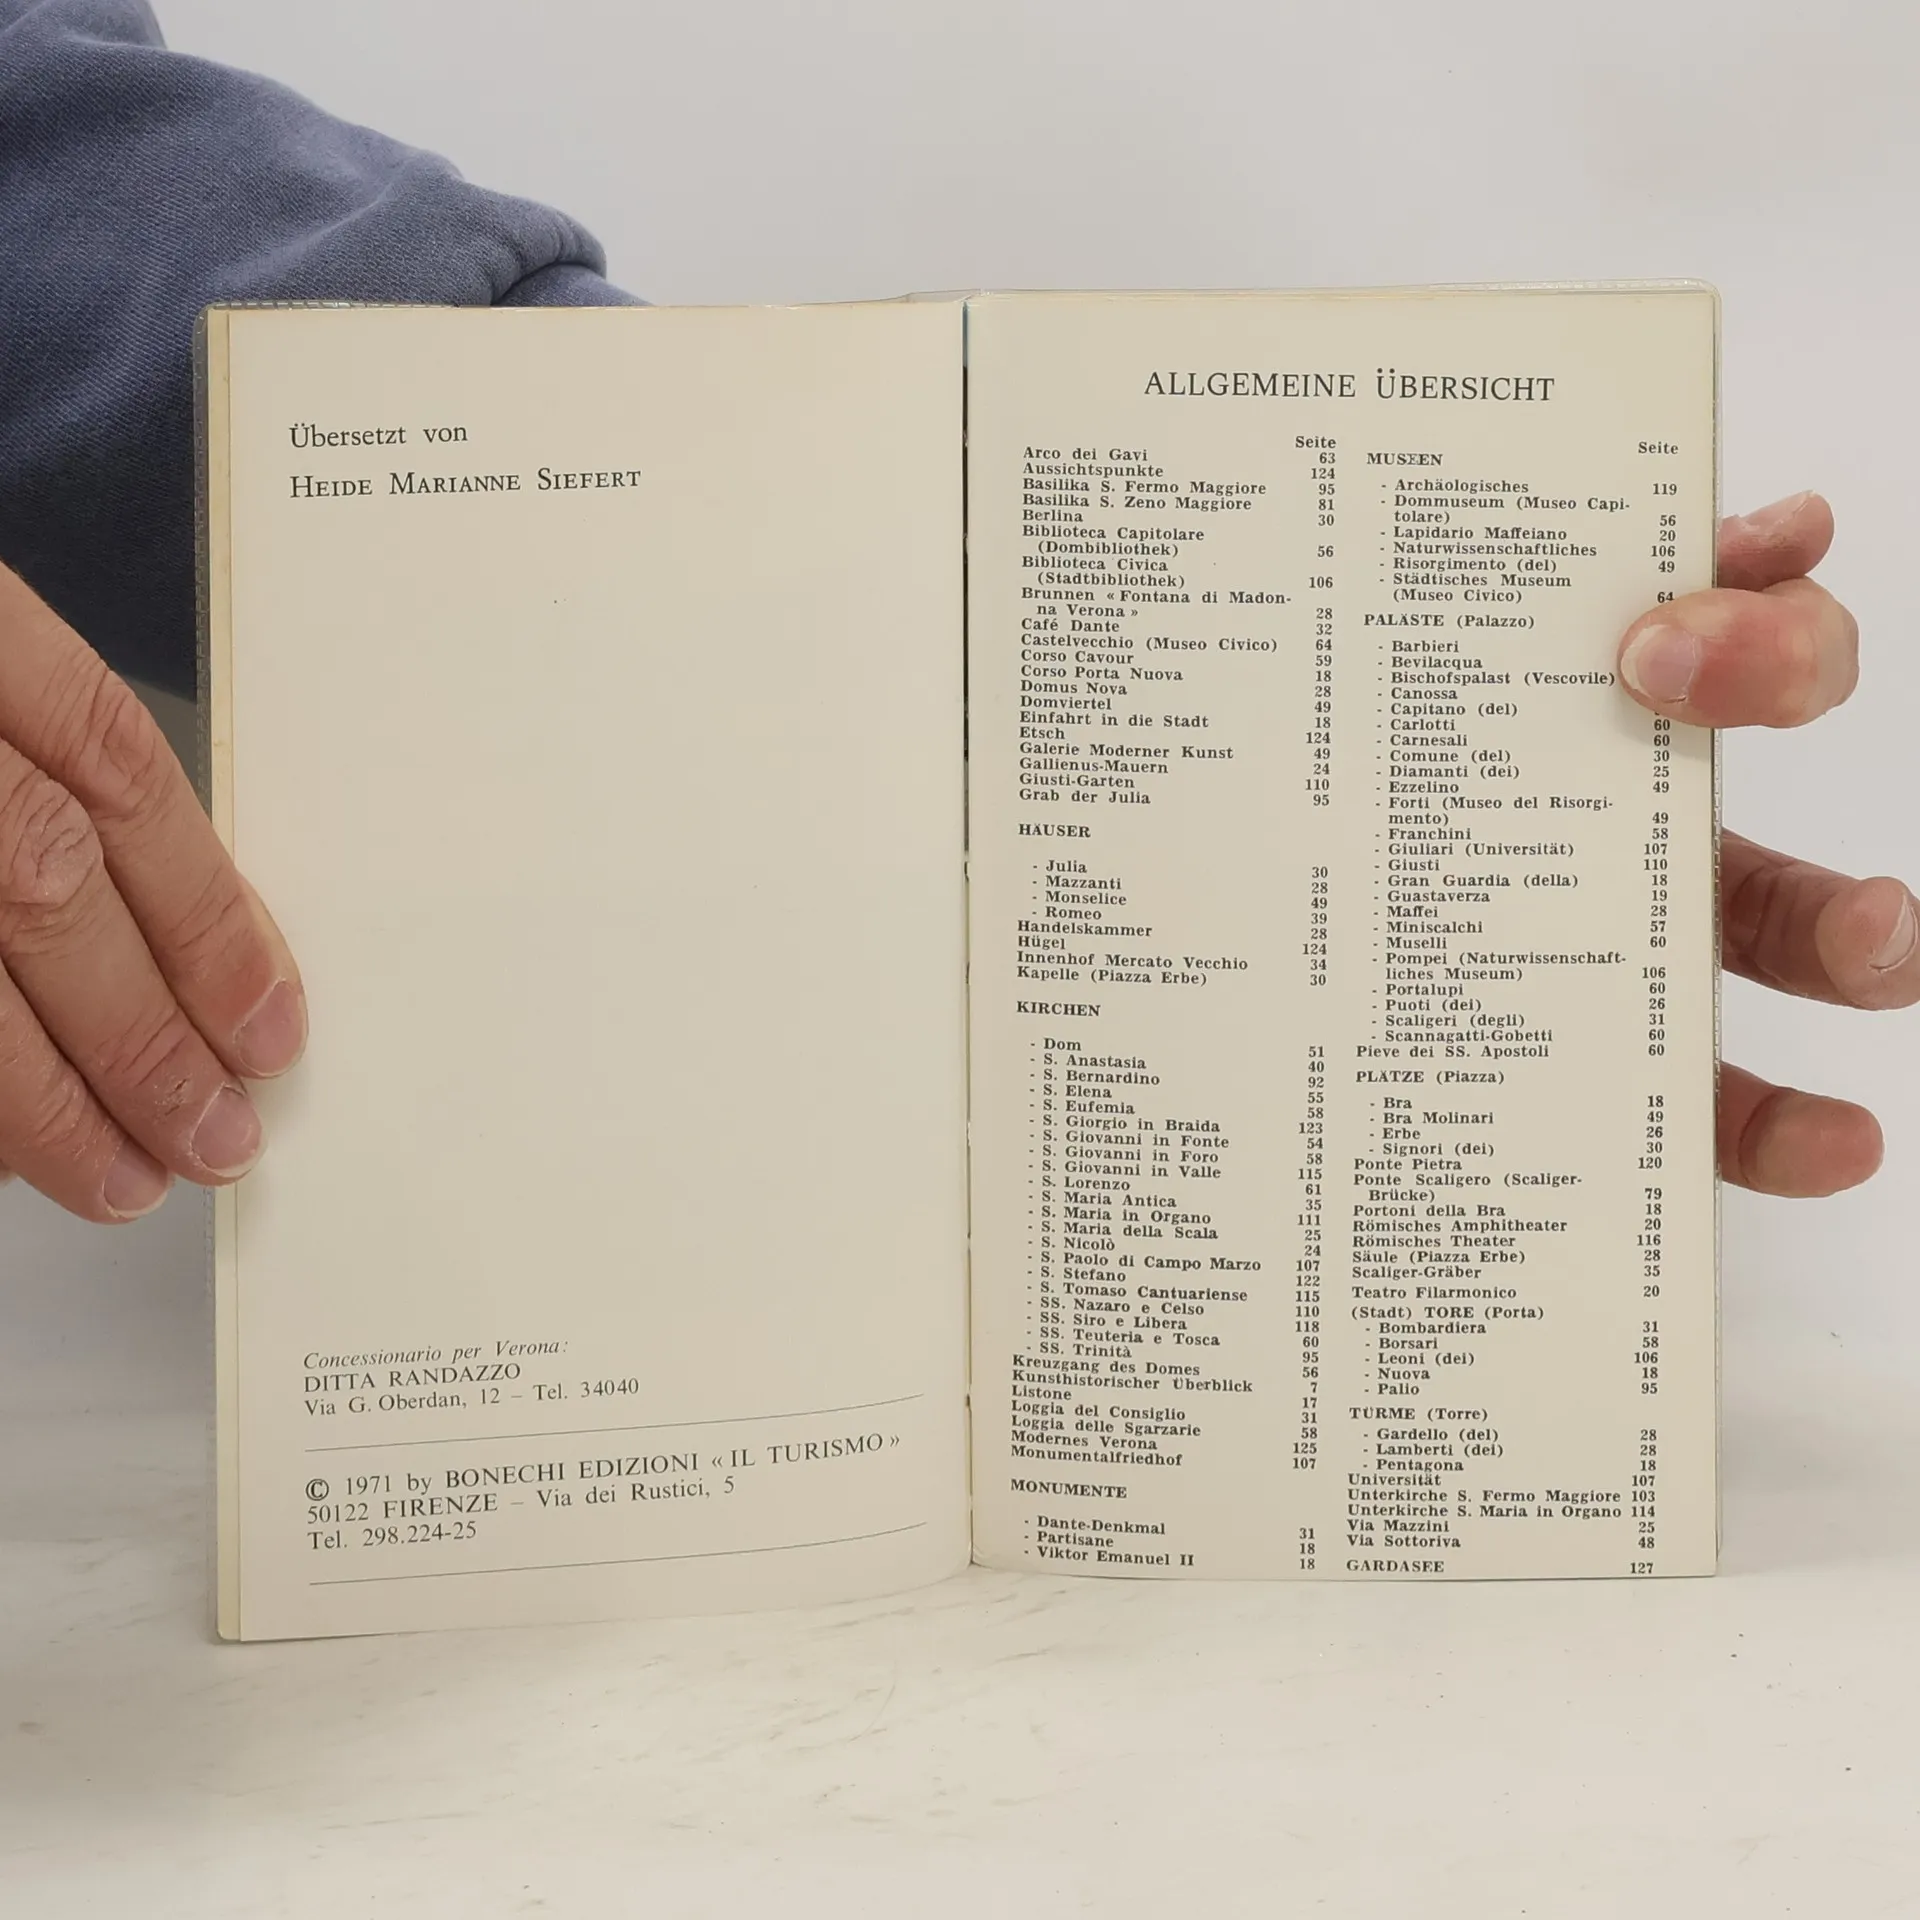 Übersetzt von
HEIDE MARIANNE SIEFERT
Concessionario per Verona:
DITTA RANDAZZO
Via G. Oberdan, 12 – Tel. 34040
© 1971 by BONECHI EDIZIONI « IL TURISMO »
50122 FIRENZE – Via dei Rustici, 5
Tel. 298.224-25
ALLGEMEINE ÜBERSICHT
Seite
Arco dei Gavi 63
Aussichtspunkte 124
Basilika S. Fermo Maggiore 95
Basilika S. Zeno Maggiore 81
Berlina 30
Biblioteca Capitolare
(Dombibliothek) 56
Biblioteca Civica
(Stadtbibliothek) 106
Brunnen « Fontana di Madon-
na Verona » 28
Café Dante 32
Castelvecchio (Museo Civico) 64
Corso Cavour 59
Corso Porta Nuova 18
Domus Nova 28
Domviertel 49
Einfahrt in die Stadt 18
Etsch 124
Galerie Moderner Kunst 49
Gallienus-Mauern 24
Giusti-Garten 110
Grab der Julia 95
HÄUSER
- Julia 30
- Mazzanti 28
- Monselice 49
- Romeo 39
Handelskammer 28
Hügel 124
Innenhof Mercato Vecchio 34
Kapelle (Piazza Erbe) 30
KIRCHEN
- Dom 51
- S. Anastasia 40
- S. Bernardino 92
- S. Elena 55
- S. Eufemia 58
- S. Giorgio in Braida 123
- S. Giovanni in Fonte 54
- S. Giovanni in Foro 58
- S. Giovanni in Valle 115
- S. Lorenzo 61
- S. Maria Antica 35
- S. Maria in Organo 111
- S. Maria della Scala 25
- S. Nicolò 24
- S. Paolo di Campo Marzo 107
- S. Stefano 122
- S. Tomaso Cantuariense 115
- SS. Nazaro e Celso 110
- SS. Siro e Libera 118
- SS. Teuteria e Tosca 60
- SS. Trinità 95
Kreuzgang des Domes 56
Kunsthistorischer Überblick 7
Listone 17
Loggia del Consiglio 31
Loggia delle Sgarzarie 58
Modernes Verona 125
Monumentalfriedhof 107
MONUMENTE
- Dante-Denkmal 31
- Partisane 18
- Viktor Emanuel II 18
Seite
MUSEEN
- Archäologisches 119
- Dommuseum (Museo Capi-
tolare) 56
- Lapidario Maffeiano 20
- Naturwissenschaftliches 106
- Risorgimento (del) 49
- Städtisches Museum
(Museo Civico) 64
PALÄSTE (Palazzo)
- Barbieri
- Bevilacqua
- Bischofspalast (Vescovile)
- Canossa
- Capitano (del)
- Carlotti 60
- Carnesali 60
- Comune (del) 30
- Diamanti (dei) 25
- Ezzelino 49
- Forti (Museo del Risorgi-
mento) 49
- Franchini 58
- Giuliari (Universität) 107
- Giusti 110
- Gran Guardia (della) 18
- Guastaverza 19
- Maffei 28
- Miniscalchi 57
- Muselli 60
- Pompei (Naturwissenschaft-
liches Museum) 106
- Portalupi 60
- Puoti (dei) 26
- Scaligeri (degli) 31
- Scannagatti-Gobetti 60
Pieve dei SS. Apostoli 60
PLÄTZE (Piazza)
- Bra 18
- Bra Molinari 49
- Erbe 26
- Signori (dei) 30
Ponte Pietra 120
Ponte Scaligero (Scaliger-
Brücke) 79
Portoni della Bra 18
Römisches Amphitheater 20
Römisches Theater 116
Säule (Piazza Erbe) 28
Scaliger-Gräber 35
Teatro Filarmonico 20
(Stadt) TORE (Porta)
- Bombardiera 31
- Borsari 58
- Leoni (dei) 106
- Nuova 18
- Palio 95
TÜRME (Torre)
- Gardello (del) 28
- Lamberti (dei) 28
- Pentagona 18
Universität 107
Unterkirche S. Fermo Maggiore 103
Unterkirche S. Maria in Organo 114
Via Mazzini 25
Via Sottoriva 48
GARDASEE 127